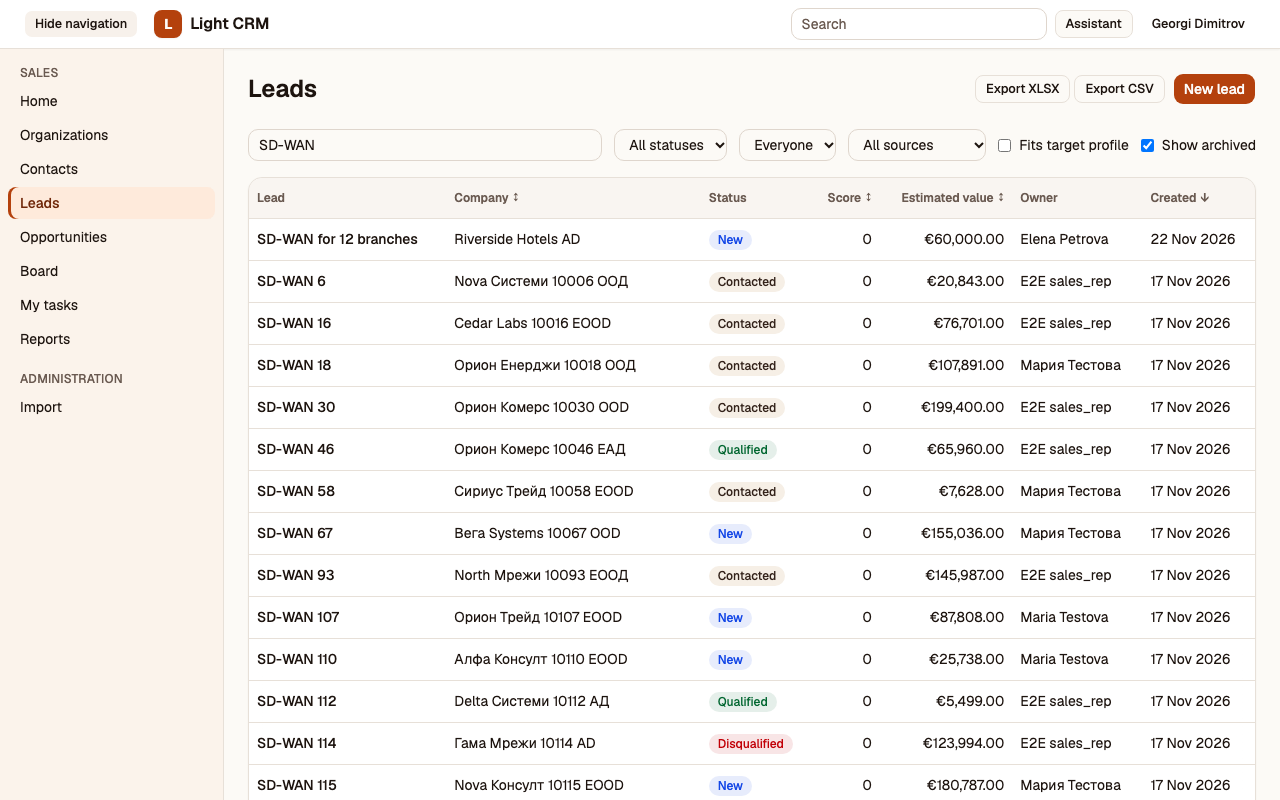 Hide navigation L Light CRM Search Assistant Georgi Dimitrov
SALES
Home
Organizations
Contacts
Leads
Opportunities
Board
My tasks
Reports
ADMINISTRATION
Import
Leads Export XLSX Export CSV New lead
SD-WAN All statuses Everyone All sources Fits target profile Show archived
Lead Company ↕ Status Score ↕ Estimated value ↕ Owner Created ↓
SD-WAN for 12 branches Riverside Hotels AD New 0 €60,000.00 Elena Petrova 22 Nov 2026
SD-WAN 6 Nova Системи 10006 ООД Contacted 0 €20,843.00 E2E sales_rep 17 Nov 2026
SD-WAN 16 Cedar Labs 10016 EOOD Contacted 0 €76,701.00 E2E sales_rep 17 Nov 2026
SD-WAN 18 Орион Енерджи 10018 ООД Contacted 0 €107,891.00 Мария Тестова 17 Nov 2026
SD-WAN 30 Орион Комерс 10030 OOD Contacted 0 €199,400.00 E2E sales_rep 17 Nov 2026
SD-WAN 46 Орион Комерс 10046 ЕАД Qualified 0 €65,960.00 E2E sales_rep 17 Nov 2026
SD-WAN 58 Сириус Трейд 10058 EOOD Contacted 0 €7,628.00 Мария Тестова 17 Nov 2026
SD-WAN 67 Вега Systems 10067 OOD New 0 €155,036.00 Мария Тестова 17 Nov 2026
SD-WAN 93 North Мрежи 10093 ЕООД Contacted 0 €145,987.00 E2E sales_rep 17 Nov 2026
SD-WAN 107 Орион Трейд 10107 EOOD New 0 €87,808.00 Maria Testova 17 Nov 2026
SD-WAN 110 Алфа Консулт 10110 EOOD New 0 €25,738.00 Maria Testova 17 Nov 2026
SD-WAN 112 Delta Системи 10112 АД Qualified 0 €5,499.00 E2E sales_rep 17 Nov 2026
SD-WAN 114 Гама Мрежи 10114 AD Disqualified 0 €123,994.00 E2E sales_rep 17 Nov 2026
SD-WAN 115 Nova Консулт 10115 EOOD New 0 €180,787.00 Мария Тестова 17 Nov 2026